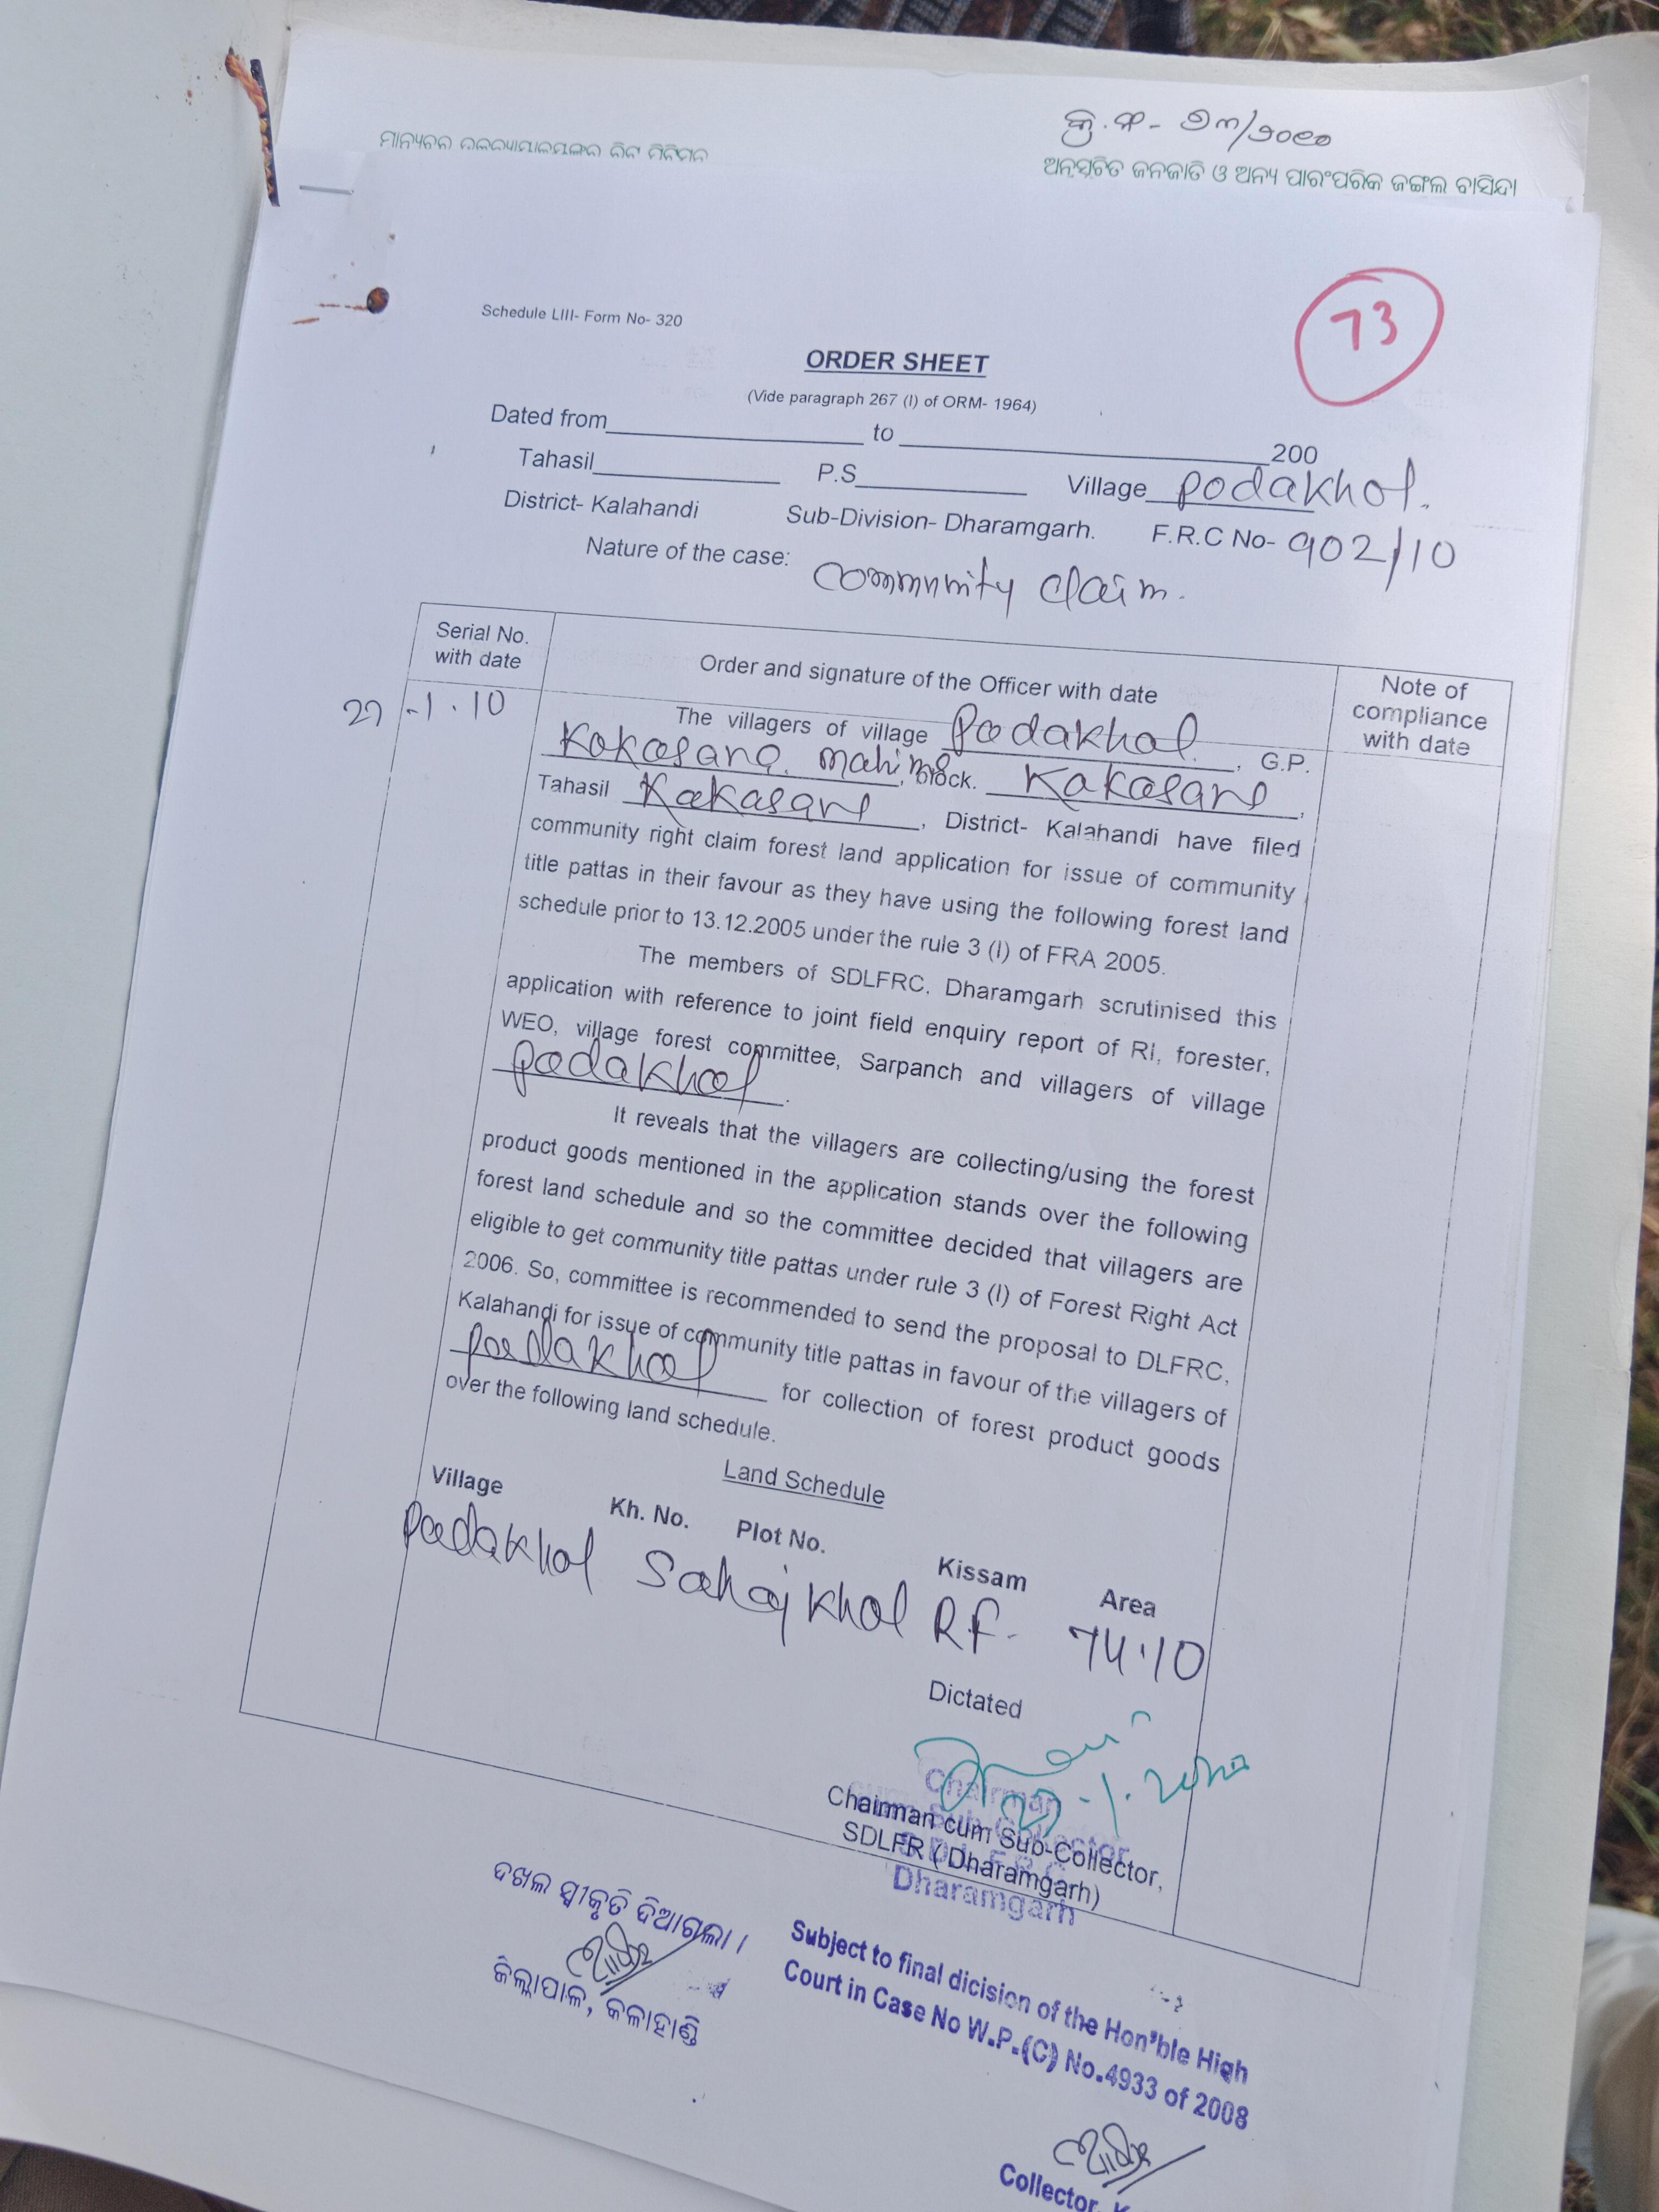 କ୍ର.ନଂ- ୭୩/୨୦୧୦
ଅନୁସୂଚିତ ଜନଜାତି ଓ ଅନ୍ୟ ପାରଂପରିକ ଜଙ୍ଗଲ ବାସିନ୍ଦା
73
Schedule LIII- Form No- 320
ORDER SHEET
(Vide paragraph 267 (I) of ORM- 1964)
Dated from to 200
Tahasil P.S Village Podakhol.
District- Kalahandi Sub-Division- Dharamgarh. F.R.C No- 902/10
Nature of the case: Community claim.
Serial No. with date
Order and signature of the Officer with date
Note of compliance with date
27-1-10
The villagers of village Podakhol, G.P.
Kokasara. Block. Kokasara,
Tahasil Kokasara, District- Kalahandi have filed
community right claim forest land application for issue of community
title pattas in their favour as they have using the following forest land
schedule prior to 13.12.2005 under the rule 3 (I) of FRA 2005.
The members of SDLFRC, Dharamgarh scrutinised this
application with reference to joint field enquiry report of RI, forester,
WEO, village forest committee, Sarpanch and villagers of village
Podakhol.
It reveals that the villagers are collecting/using the forest
product goods mentioned in the application stands over the following
forest land schedule and so the committee decided that villagers are
eligible to get community title pattas under rule 3 (I) of Forest Right Act
2006. So, committee is recommended to send the proposal to DLFRC,
Kalahandi for issue of community title pattas in favour of the villagers of
Podakhol for collection of forest product goods
over the following land schedule.
Land Schedule
Village Kh. No. Plot No. Kissam Area
Podakhol Sahajkhol R.F. 74.10
Dictated
Chairman cum Sub-Collector,
SDLFR (Dharamgarh)
Chairman
Dharamgarh
ଦଖଲ ସ୍ୱୀକୃତି ଦିଆଗଲା।
ଜିଲ୍ଲାପାଳ, କଳାହାଣ୍ଡି
Subject to final dicision of the Hon'ble High
Court in Case No W.P.(C) No.4933 of 2008
Collector,